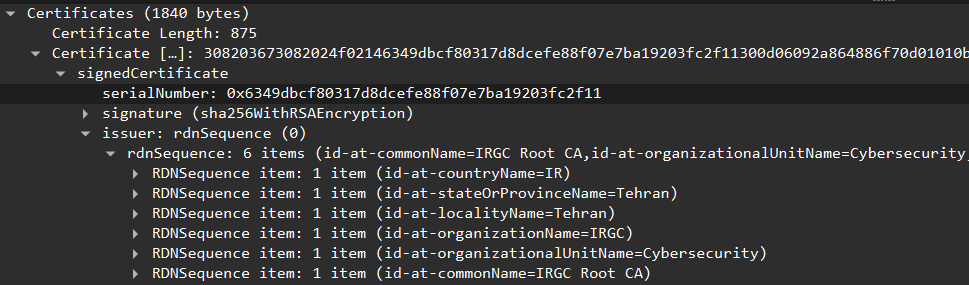 Certificates (1840 bytes)
Certificate Length: 875
Certificate […]: 308203673082024f02146349dbcf80317d8dcefe88f07e7ba19203fc2f11300d06092a864886f70d01010b
signedCertificate
serialNumber: 0x6349dbcf80317d8dcefe88f07e7ba19203fc2f11
signature (sha256WithRSAEncryption)
issuer: rdnSequence (0)
rdnSequence: 6 items (id-at-commonName=IRGC Root CA,id-at-organizationalUnitName=Cybersecurity,
RDNSequence item: 1 item (id-at-countryName=IR)
RDNSequence item: 1 item (id-at-stateOrProvinceName=Tehran)
RDNSequence item: 1 item (id-at-localityName=Tehran)
RDNSequence item: 1 item (id-at-organizationName=IRGC)
RDNSequence item: 1 item (id-at-organizationalUnitName=Cybersecurity)
RDNSequence item: 1 item (id-at-commonName=IRGC Root CA)